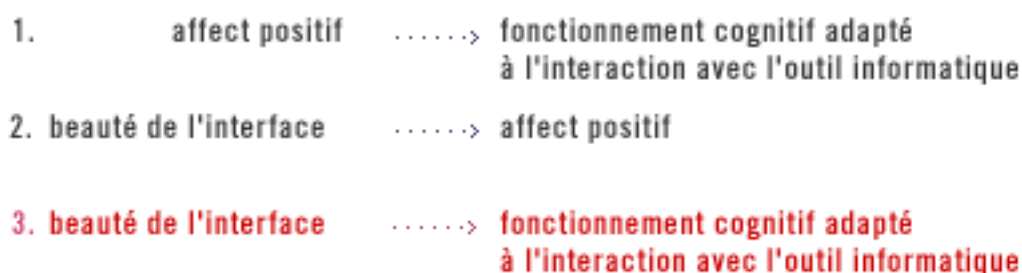 1. affect positif ......> fonctionnement cognitif adapté
à l'interaction avec l'outil informatique
2. beauté de l'interface ......> affect positif
3. beauté de l'interface ......> fonctionnement cognitif adapté
à l'interaction avec l'outil informatique